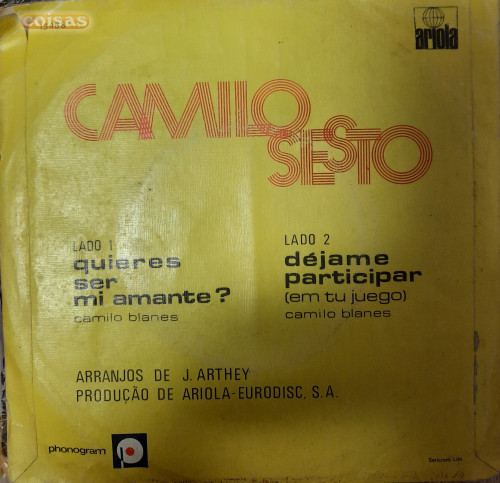 coisas
ariola
CAMILO
SESTO
LADO 1
quieres
ser
mi amante?
camilo blanes
LADO 2
déjame
participar
(em tu juego)
camilo blanes
ARRANJOS DE J. ARTHEY
PRODUÇÃO DE ARIOLA-EURODISC, S.A.
phonogram